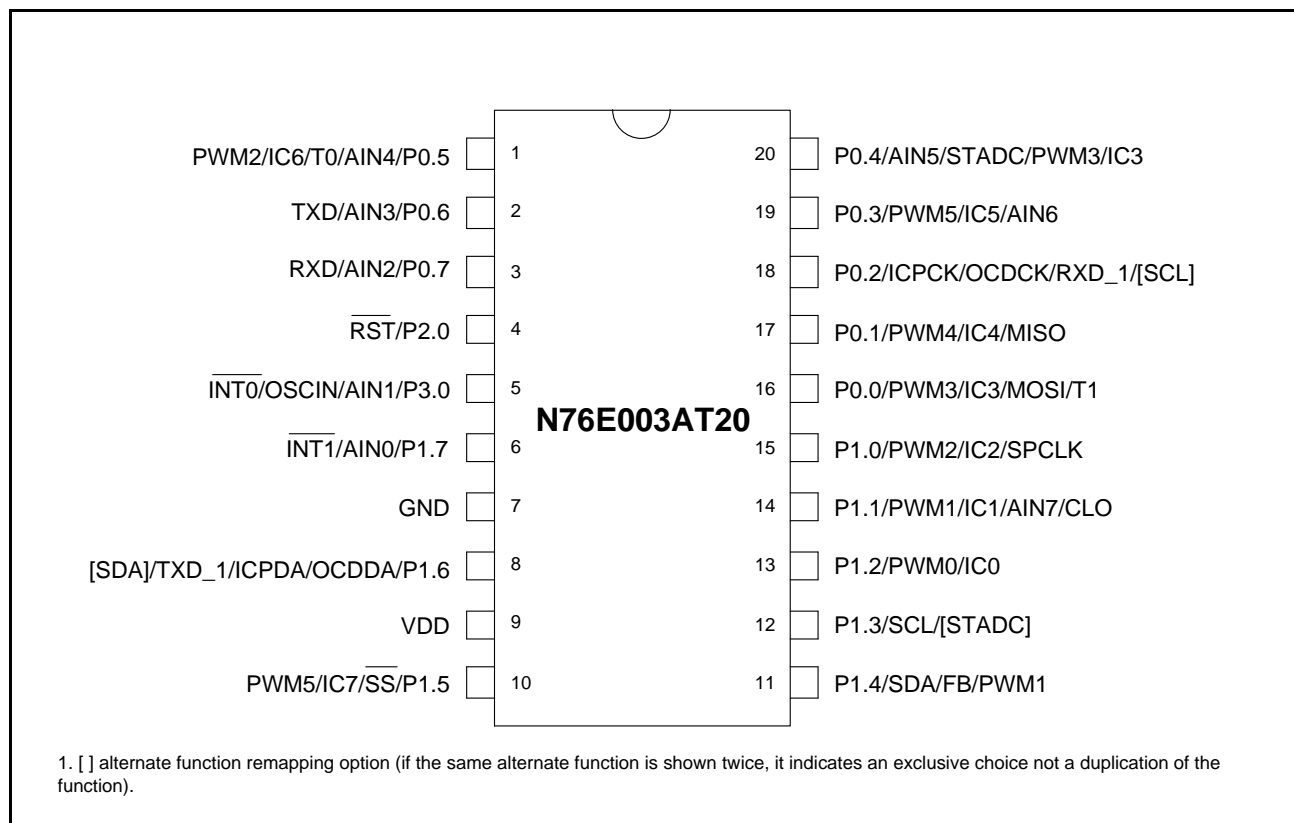 PWM2/IC6/T0/AIN4/P0.5 1 20 P0.4/AIN5/STADC/PWM3/IC3
TXD/AIN3/P0.6 2 19 P0.3/PWM5/IC5/AIN6
RXD/AIN2/P0.7 3 18 P0.2/ICPCK/OCDCK/RXD_1/[SCL]
RST/P2.0 4 17 P0.1/PWM4/IC4/MISO
INT0/OSCIN/AIN1/P3.0 5 16 P0.0/PWM3/IC3/MOSI/T1
N76E003AT20
INT1/AIN0/P1.7 6 15 P1.0/PWM2/IC2/SPCLK
GND 7 14 P1.1/PWM1/IC1/AIN7/CLO
[SDA]/TXD_1/ICPDA/OCDDA/P1.6 8 13 P1.2/PWM0/IC0
VDD 9 12 P1.3/SCL/[STADC]
PWM5/IC7/SS/P1.5 10 11 P1.4/SDA/FB/PWM1
1. [ ] alternate function remapping option (if the same alternate function is shown twice, it indicates an exclusive choice not a duplication of the
function).